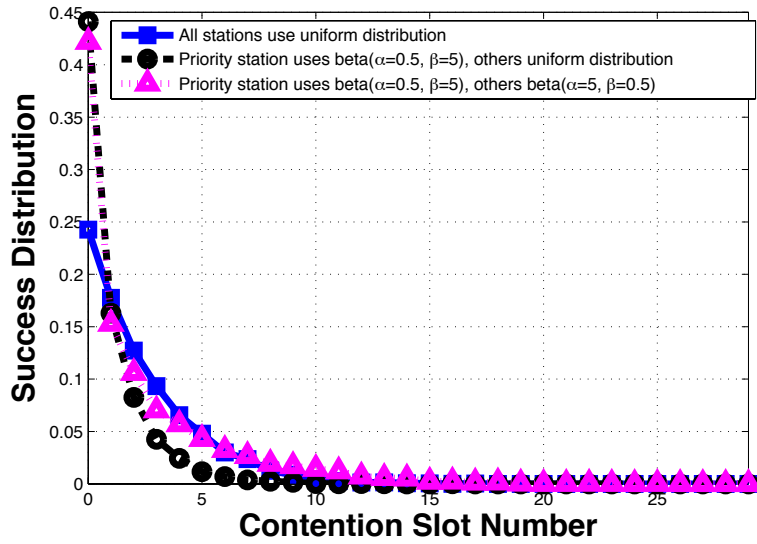 All stations use uniform distribution
Priority station uses beta(α=0.5, β=5), others uniform distribution
Priority station uses beta(α=0.5, β=5), others beta(α=5, β=0.5)
Success Distribution
0.45
0.4
0.35
0.3
0.25
0.2
0.15
0.1
0.05
0
0 5 10 15 20 25
Contention Slot Number